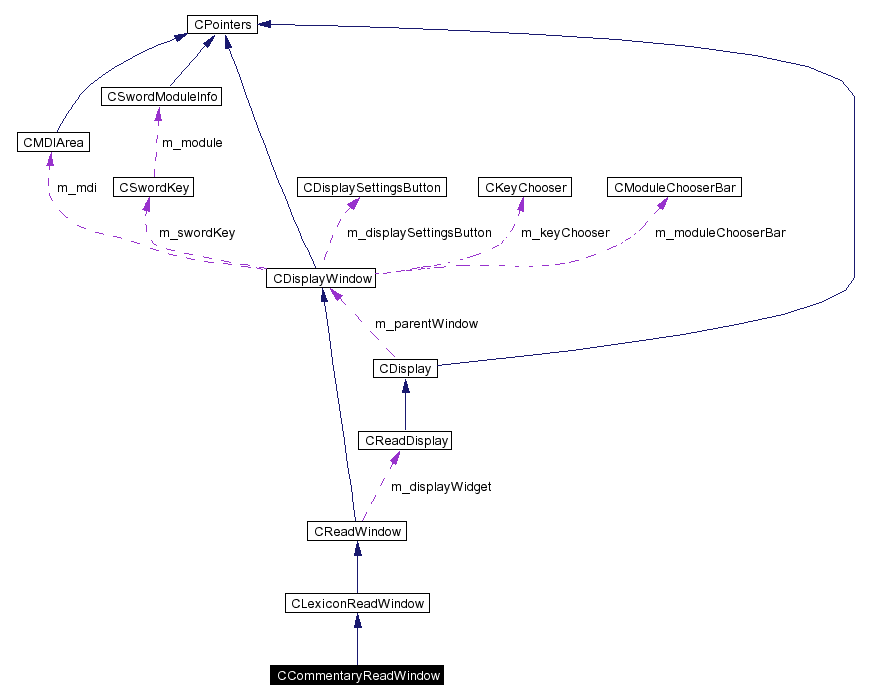 CPointers
CSwordModuleInfo
CMDIArea
m_module
CSwordKey
CDisplaySettingsButton
CKeyChooser
CModuleChooserBar
m_mdi
m_swordKey
m_displaySettingsButton
m_keyChooser
m_moduleChooserBar
CDisplayWindow
m_parentWindow
CDisplay
CReadDisplay
m_displayWidget
CReadWindow
CLexiconReadWindow
CCommentaryReadWindow